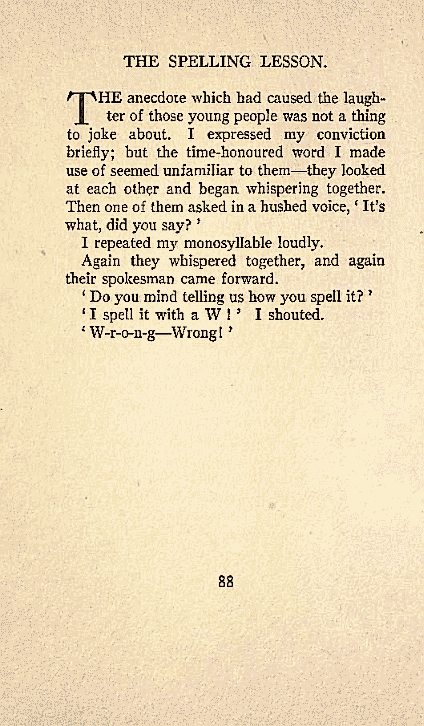 THE SPELLING LESSON.
THE anecdote which had caused the laugh-
ter of those young people was not a thing
to joke about. I expressed my conviction
briefly; but the time-honoured word I made
use of seemed unfamiliar to them—they looked
at each other and began whispering together.
Then one of them asked in a hushed voice, ‘ It's
what, did you say? ’
I repeated my monosyllable loudly.
Again they whispered together, and again
their spokesman came forward.
‘ Do you mind telling us how you spell it? ’
‘ I spell it with a W ! ’ I shouted.
‘ W-r-o-n-g—Wrong! ’
88